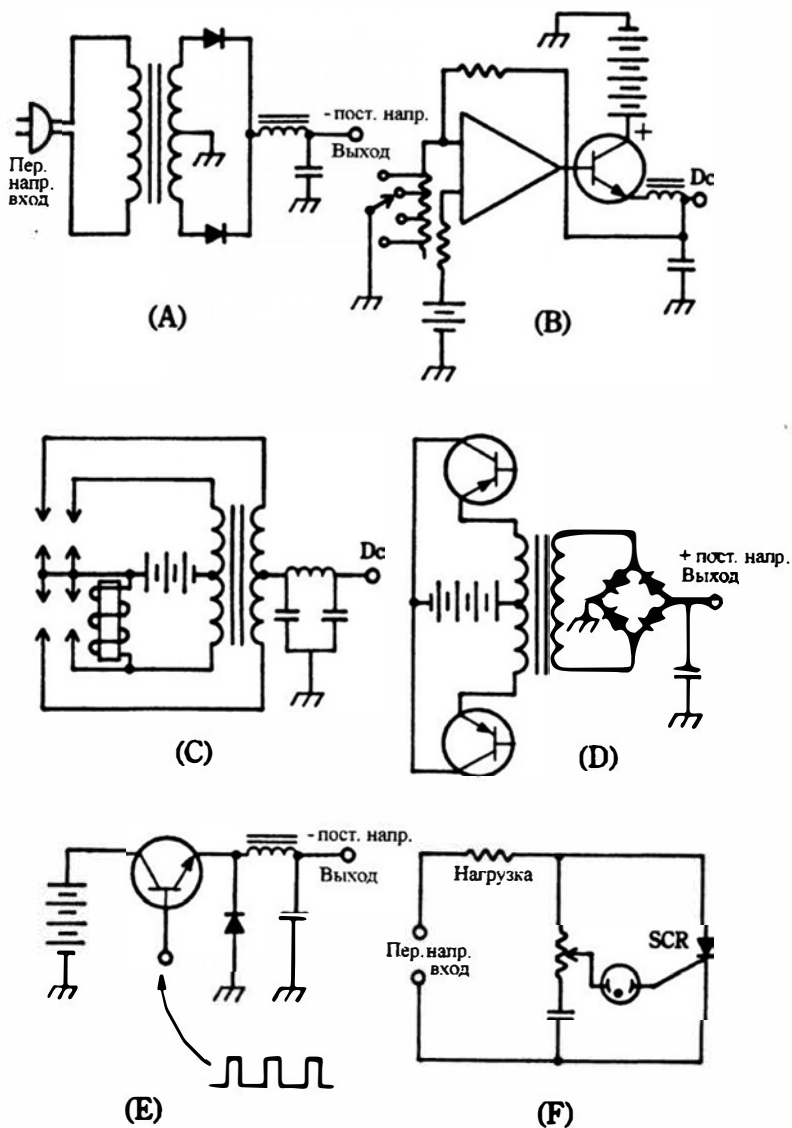 - пост. напр.
Выход
Пер.
напр.
вход
(A)
+
Dc
(B)
Dc
(C)
+ пост. напр.
Выход
(D)
- пост. напр.
Выход
(E)
Нагрузка
Пер. напр.
вход
SCR
(F)